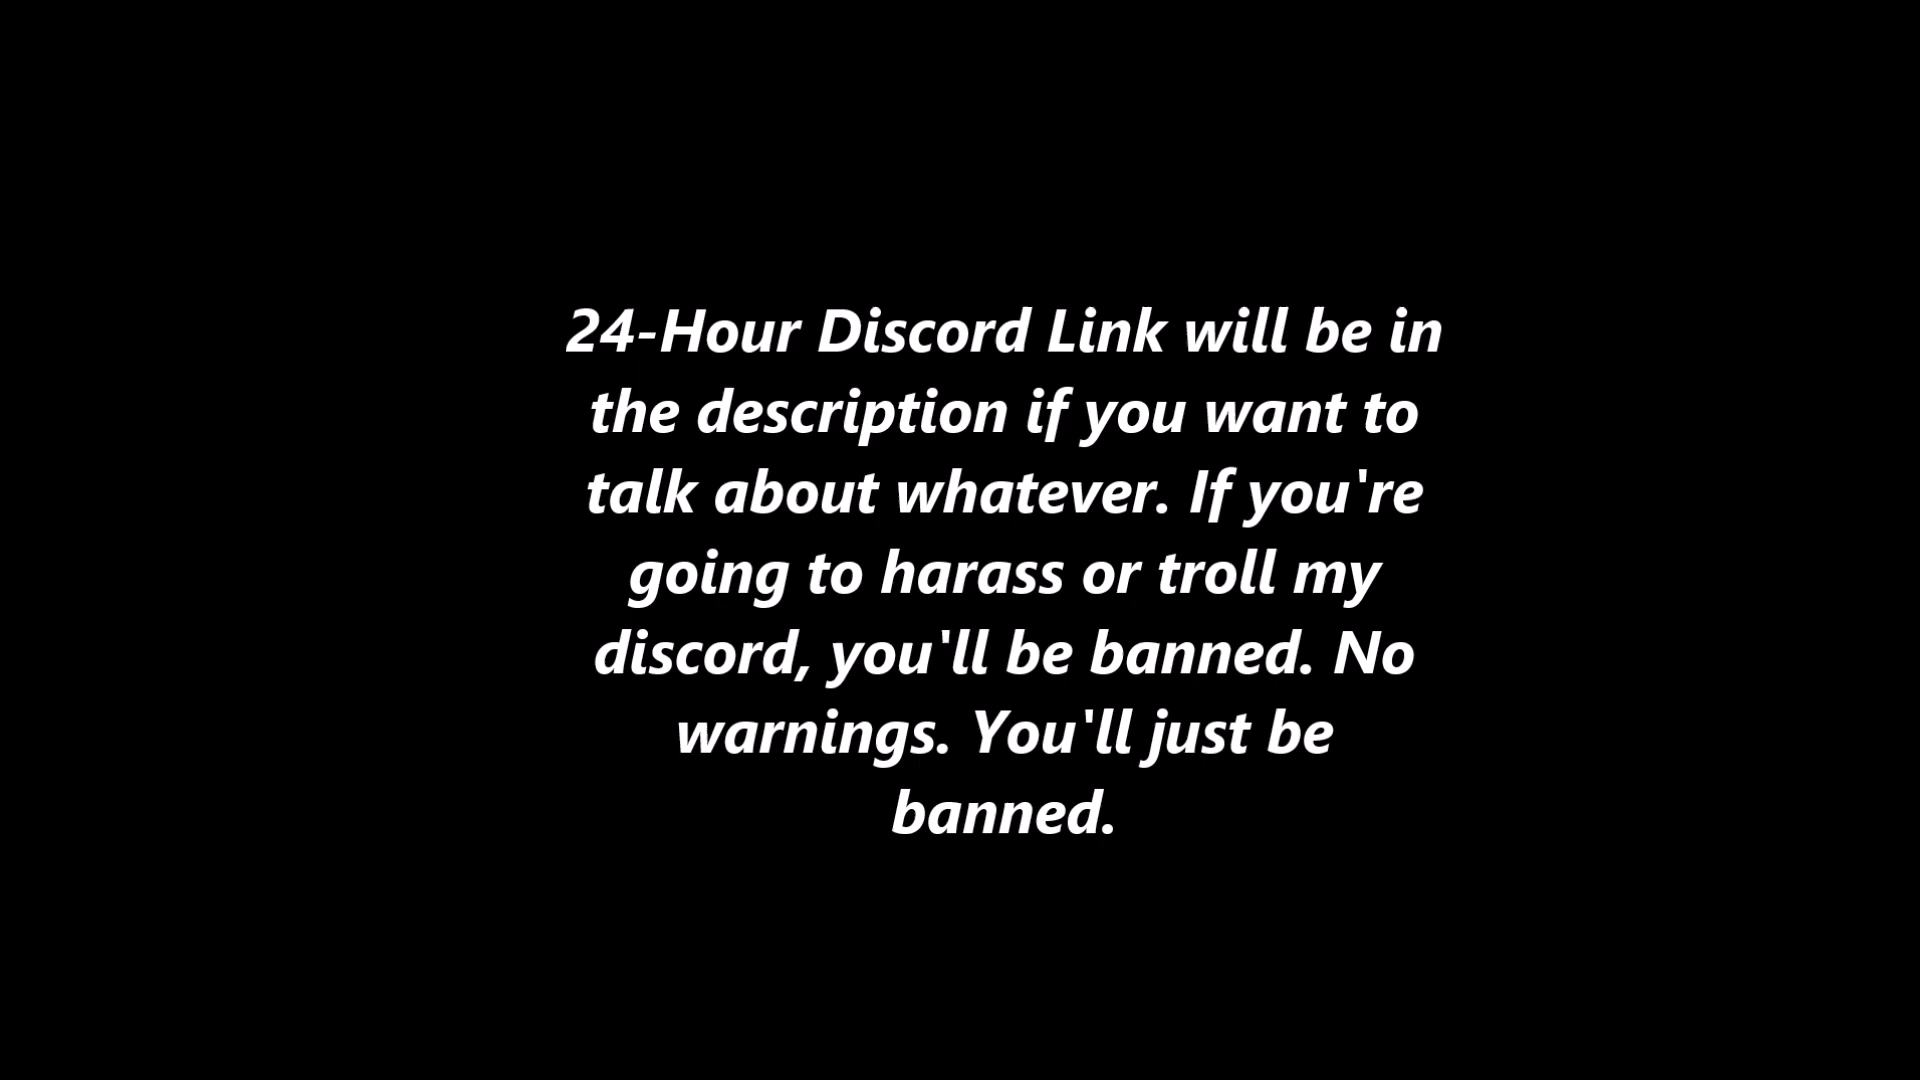 24-Hour Discord Link will be in
the description if you want to
talk about whatever. If you're
going to harass or troll my
discord, you'll be banned. No
warnings. You'll just be
banned.